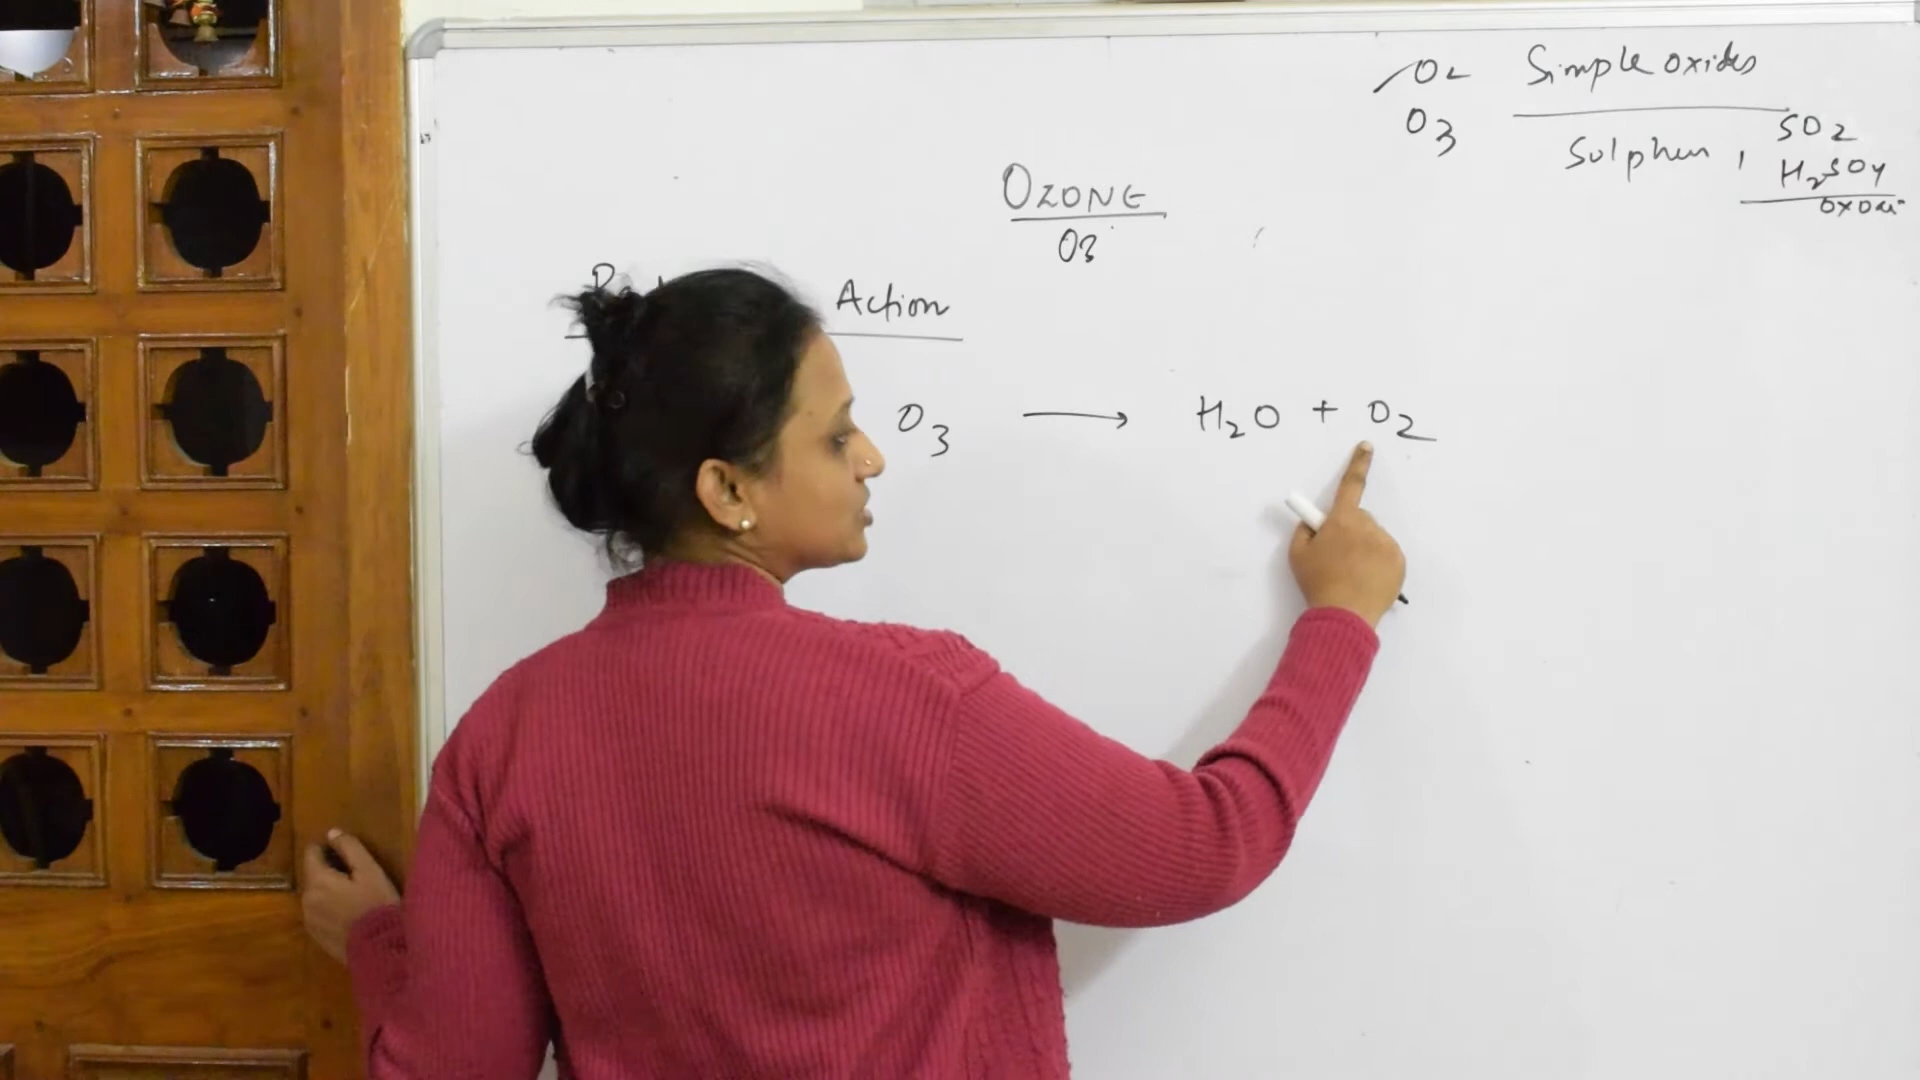 O2 Simple oxides
O3
Sulphur, SO2
H2SO4
OZONE
O3
Action
O3 → H2O + O2